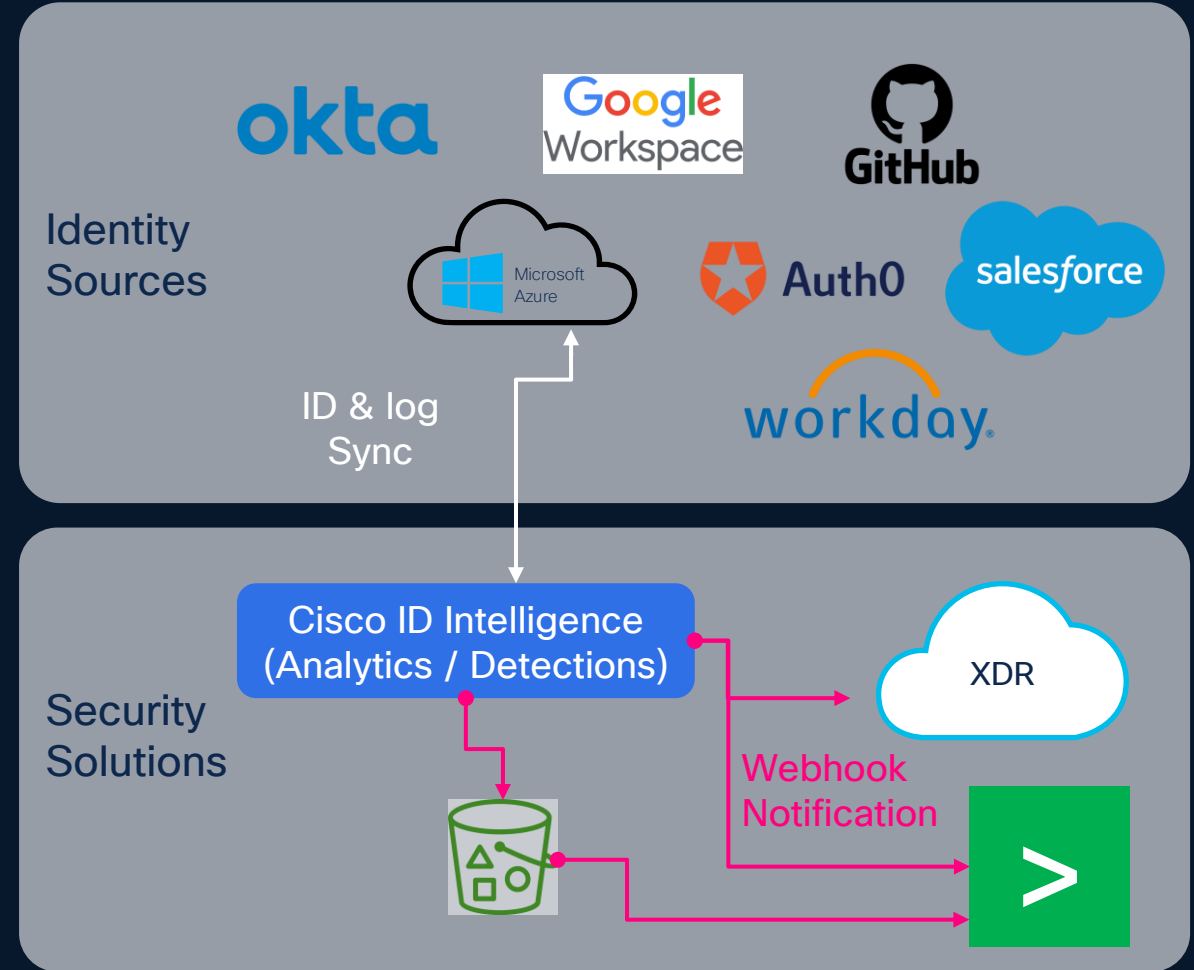 okta
Google
Workspace
GitHub
Identity
Sources
Microsoft
Azure
Auth0
salesforce
workday®
ID & log
Sync
Cisco ID Intelligence
(Analytics / Detections)
XDR
Security
Solutions
Webhook
Notification
>